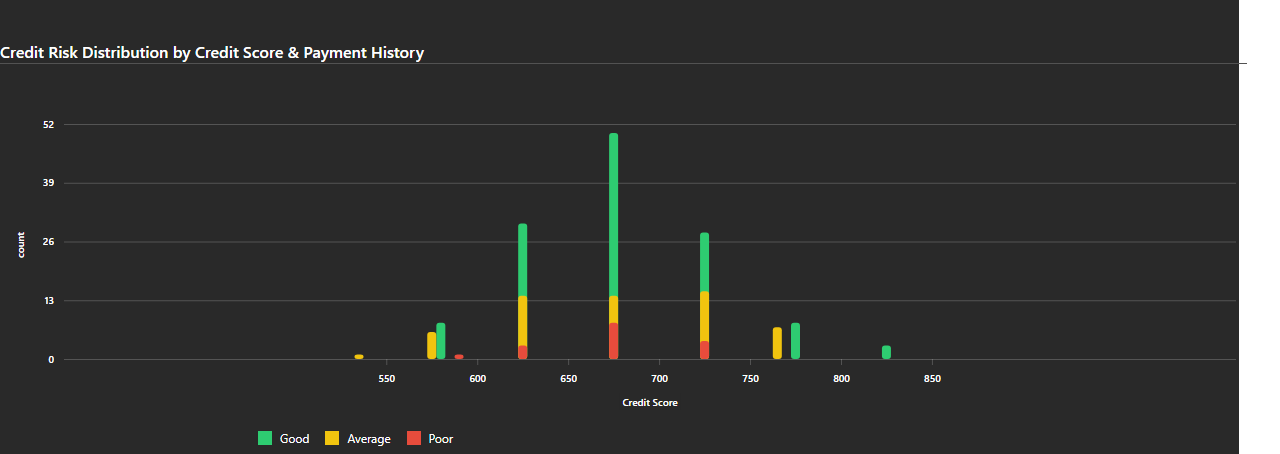 Credit Risk Distribution by Credit Score & Payment History
52
39
26
13
0
count
550 600 650 700 750 800 850
Credit Score
Good Average Poor